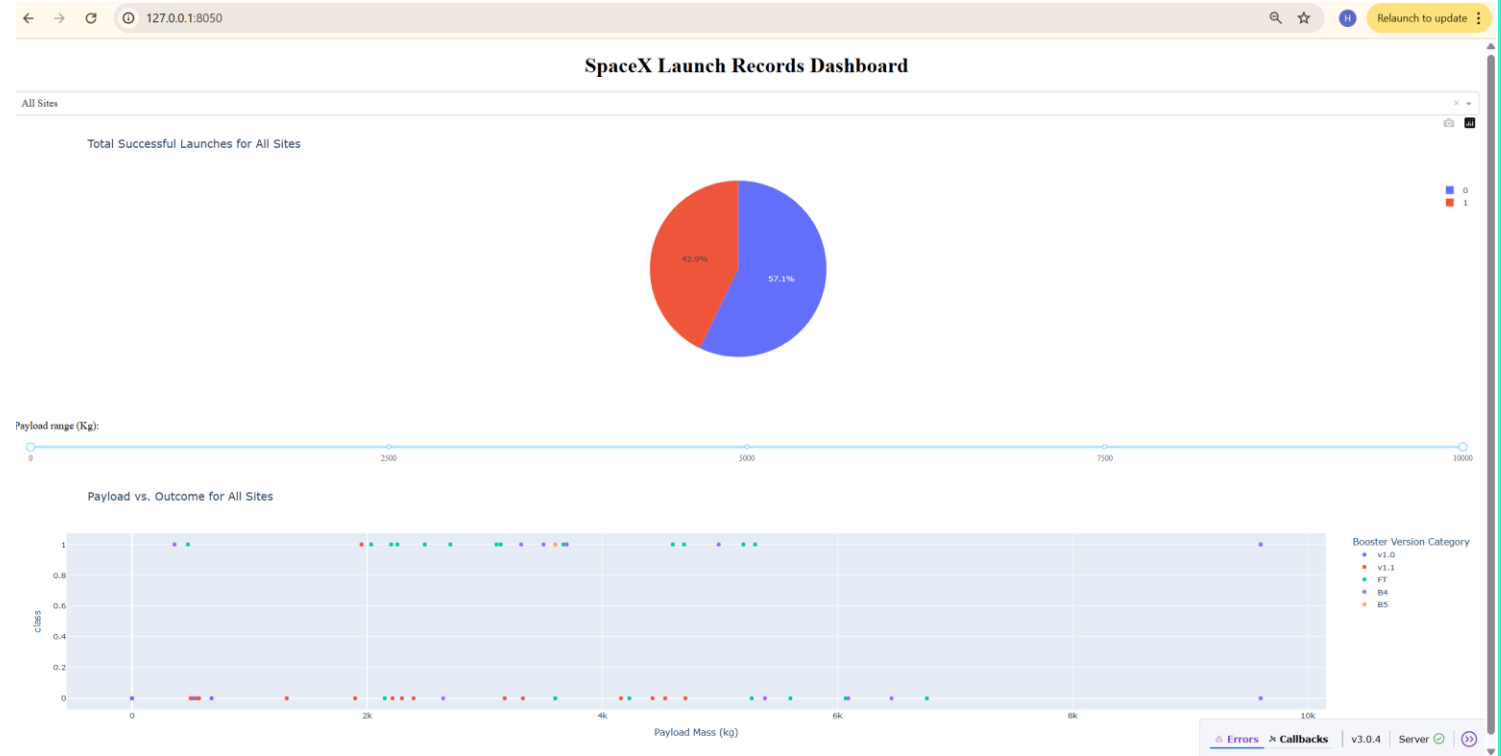 127.0.0.1:8050
H
Relaunch to update
SpaceX Launch Records Dashboard
All Sites
Total Successful Launches for All Sites
0
1
42.9%
57.1%
Payload range (Kg):
0 2500 5000 7500 10000
Payload vs. Outcome for All Sites
Booster Version Category
v1.0
v1.1
FT
B4
B5
1
0.8
0.6
0.4
0.2
0
class
0 2k 4k 6k 8k 10k
Payload Mass (kg)
Errors Callbacks v3.0.4 Server